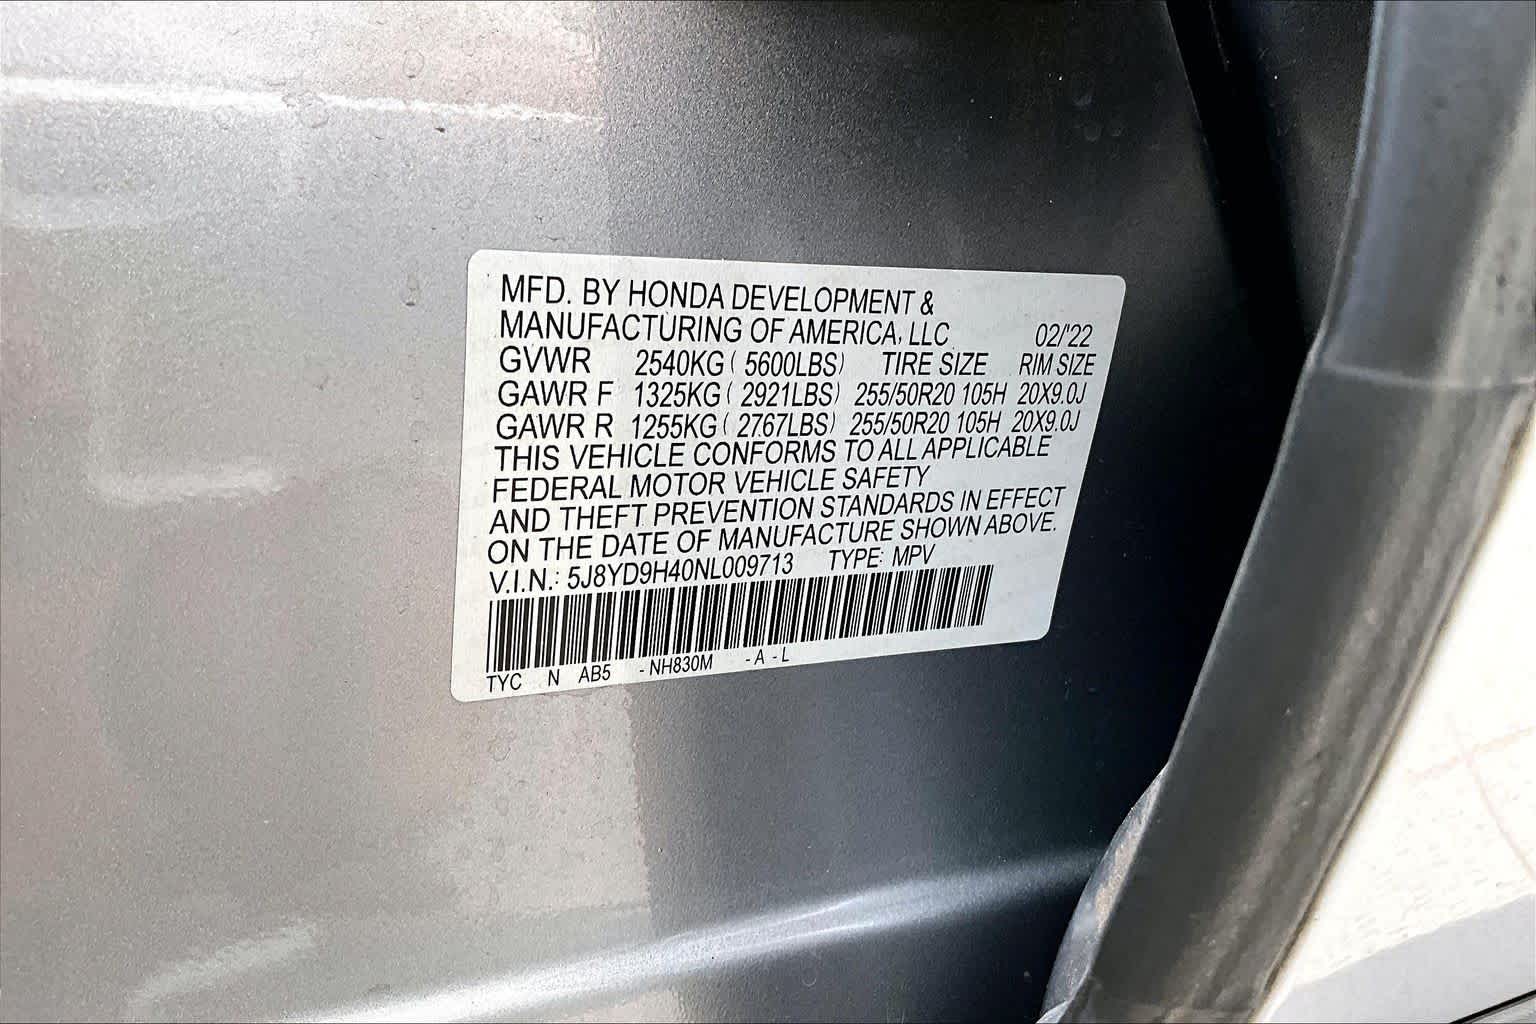 MFD. BY HONDA DEVELOPMENT &
MANUFACTURING OF AMERICA, LLC 02/'22
GVWR 2540KG ( 5600LBS) TIRE SIZE RIM SIZE
GAWR F 1325KG ( 2921LBS) 255/50R20 105H 20X9.0J
GAWR R 1255KG ( 2767LBS) 255/50R20 105H 20X9.0J
THIS VEHICLE CONFORMS TO ALL APPLICABLE
FEDERAL MOTOR VEHICLE SAFETY
AND THEFT PREVENTION STANDARDS IN EFFECT
ON THE DATE OF MANUFACTURE SHOWN ABOVE.
V.I.N.: 5J8YD9H40NL009713 TYPE: MPV
TYC N AB5 - NH830M - A - L